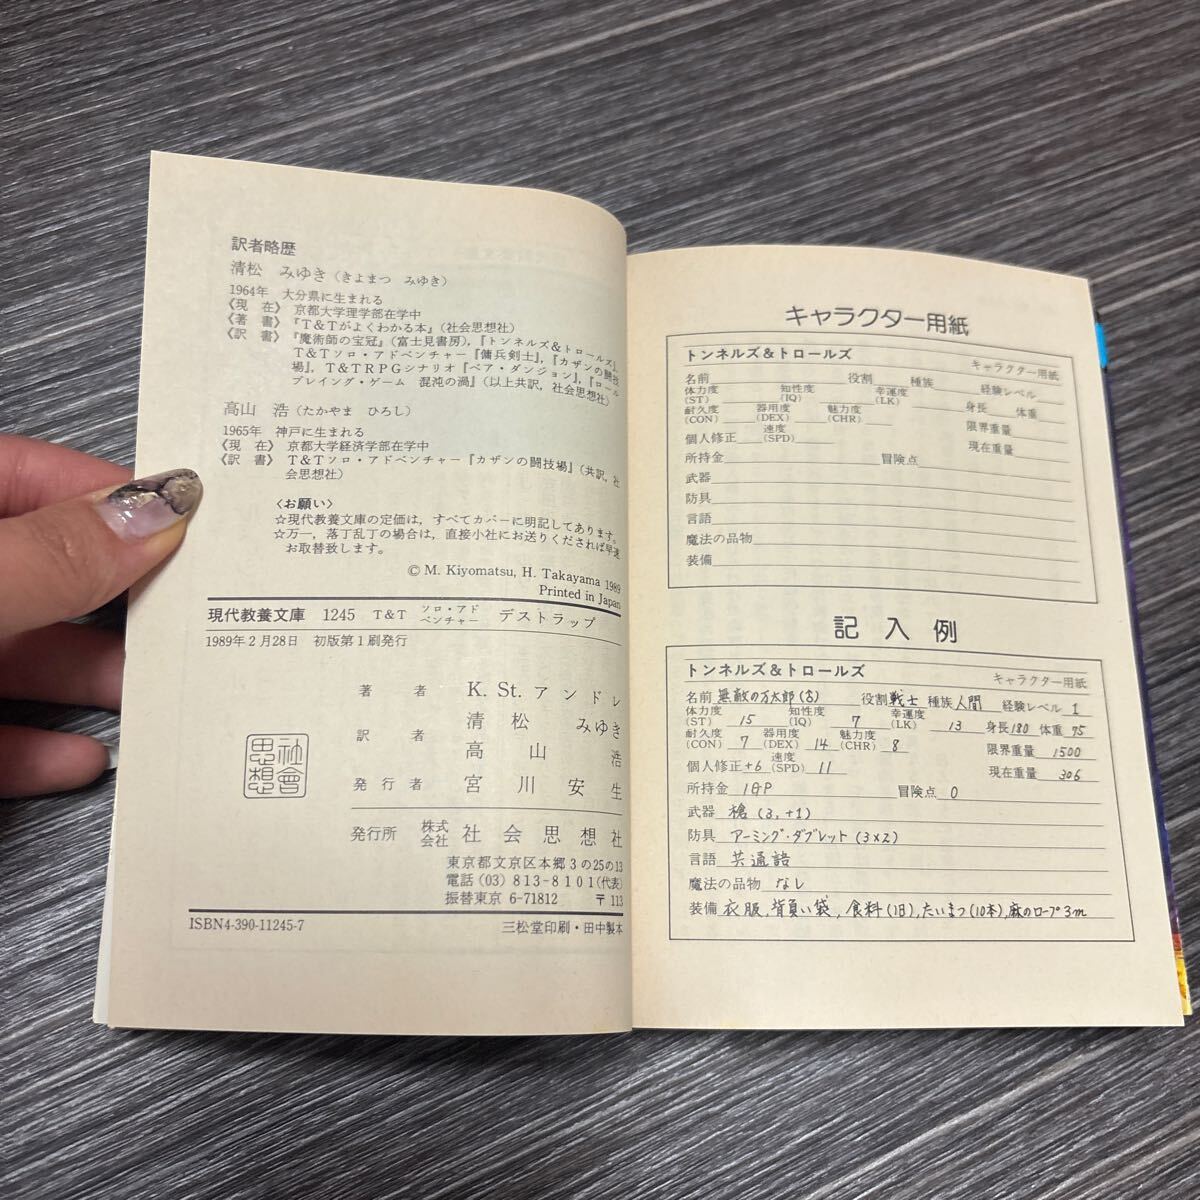 訳者略歴
清松 みゆき（きよまつ みゆき）
1964年 大分県に生まれる
《現 在》 京都大学理学部在学中
《著 書》『T&Tがよくわかる本』（社会思想社）
《訳 書》『魔術師の宝冠』（富士見書房），『トンネルズ&トロールズ』，
T&Tソロ・アドベンチャー『傭兵剣士』，『カザンの闘技
場』，T&TRPGシナリオ『ベア・ダンジョン』，『ロール
プレイング・ゲーム 混沌の渦』（以上共訳，社会思想社）
高山 浩（たかやま ひろし）
1965年 神戸に生まれる
《現 在》 京都大学経済学部在学中
《訳 書》 T&Tソロ・アドベンチャー『カザンの闘技場』（共訳，社
会思想社）
〈お願い〉
☆現代教養文庫の定価は，すべてカバーに明記してあります。
☆万一，落丁乱丁の場合は，直接小社にお送りくだされば早速
お取替致します。
© M. Kiyomatsu, H. Takayama 1989
Printed in Japan
現代教養文庫 1245 T&T ソロ・アドベンチャー デストラップ
1989年2月28日 初版第1刷発行
著者 K. St. アンドレ
訳者 清松 みゆき
高山 浩
発行者 宮川安生
発行所 株式会社 社会思想社
東京都文京区本郷3の25の13
電話 (03) 813-8101(代表)
振替東京 6-71812 〒113
ISBN4-390-11245-7 三松堂印刷・田中製本
社會思想
キャラクター用紙
トンネルズ&トロールズ キャラクター用紙
名前 役割 種族 経験レベル
体力度(ST) 知性度(IQ) 幸運度(LK) 身長 体重
耐久度(CON) 器用度(DEX) 魅力度(CHR) 限界重量
個人修正 速度(SPD) 現在重量
所持金 冒険点
武器
防具
言語
魔法の品物
装備
記入例
トンネルズ&トロールズ キャラクター用紙
名前 無敵の万太郎(古) 役割 戦士 種族 人間 経験レベル 1
体力度(ST) 15 知性度(IQ) 7 幸運度(LK) 13 身長 180 体重 75
耐久度(CON) 7 器用度(DEX) 14 魅力度(CHR) 8 限界重量 1500
個人修正 +6 速度(SPD) 11 現在重量 306
所持金 1GP 冒険点 0
武器 槍 (3，+1)
防具 アーミング・ダブレット (3×2)
言語 共通語
魔法の品物 なし
装備 衣服，背負い袋，食料(1日)，たいまつ(10本)，麻のロープ3m